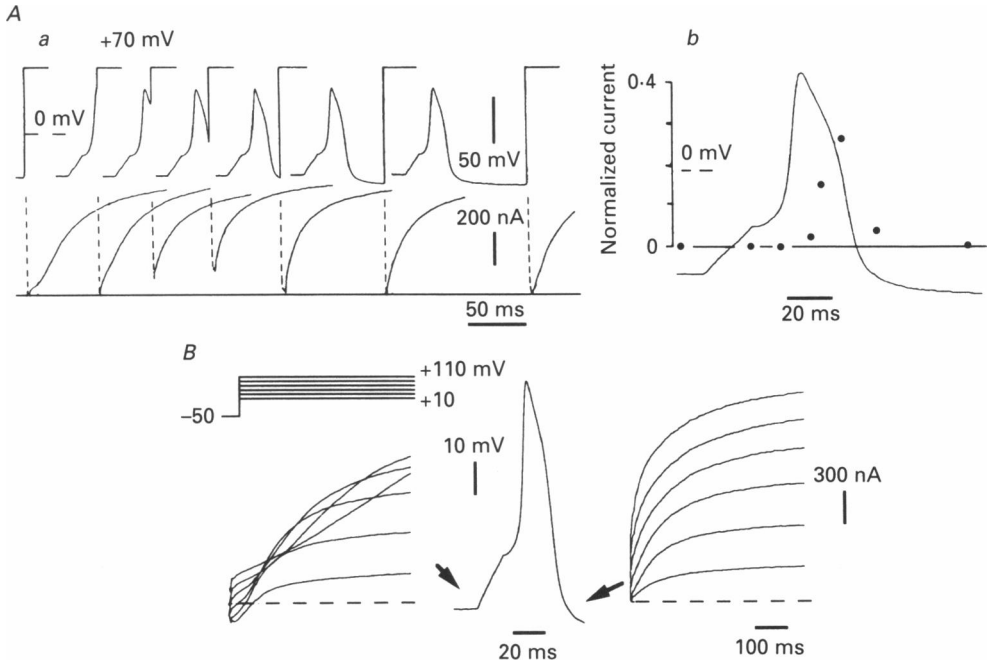 A
a
+70 mV
0 mV
50 mV
200 nA
50 ms
b
Normalized current
0·4
0 mV
0
20 ms
B
+110 mV
+10
–50
10 mV
300 nA
20 ms
100 ms